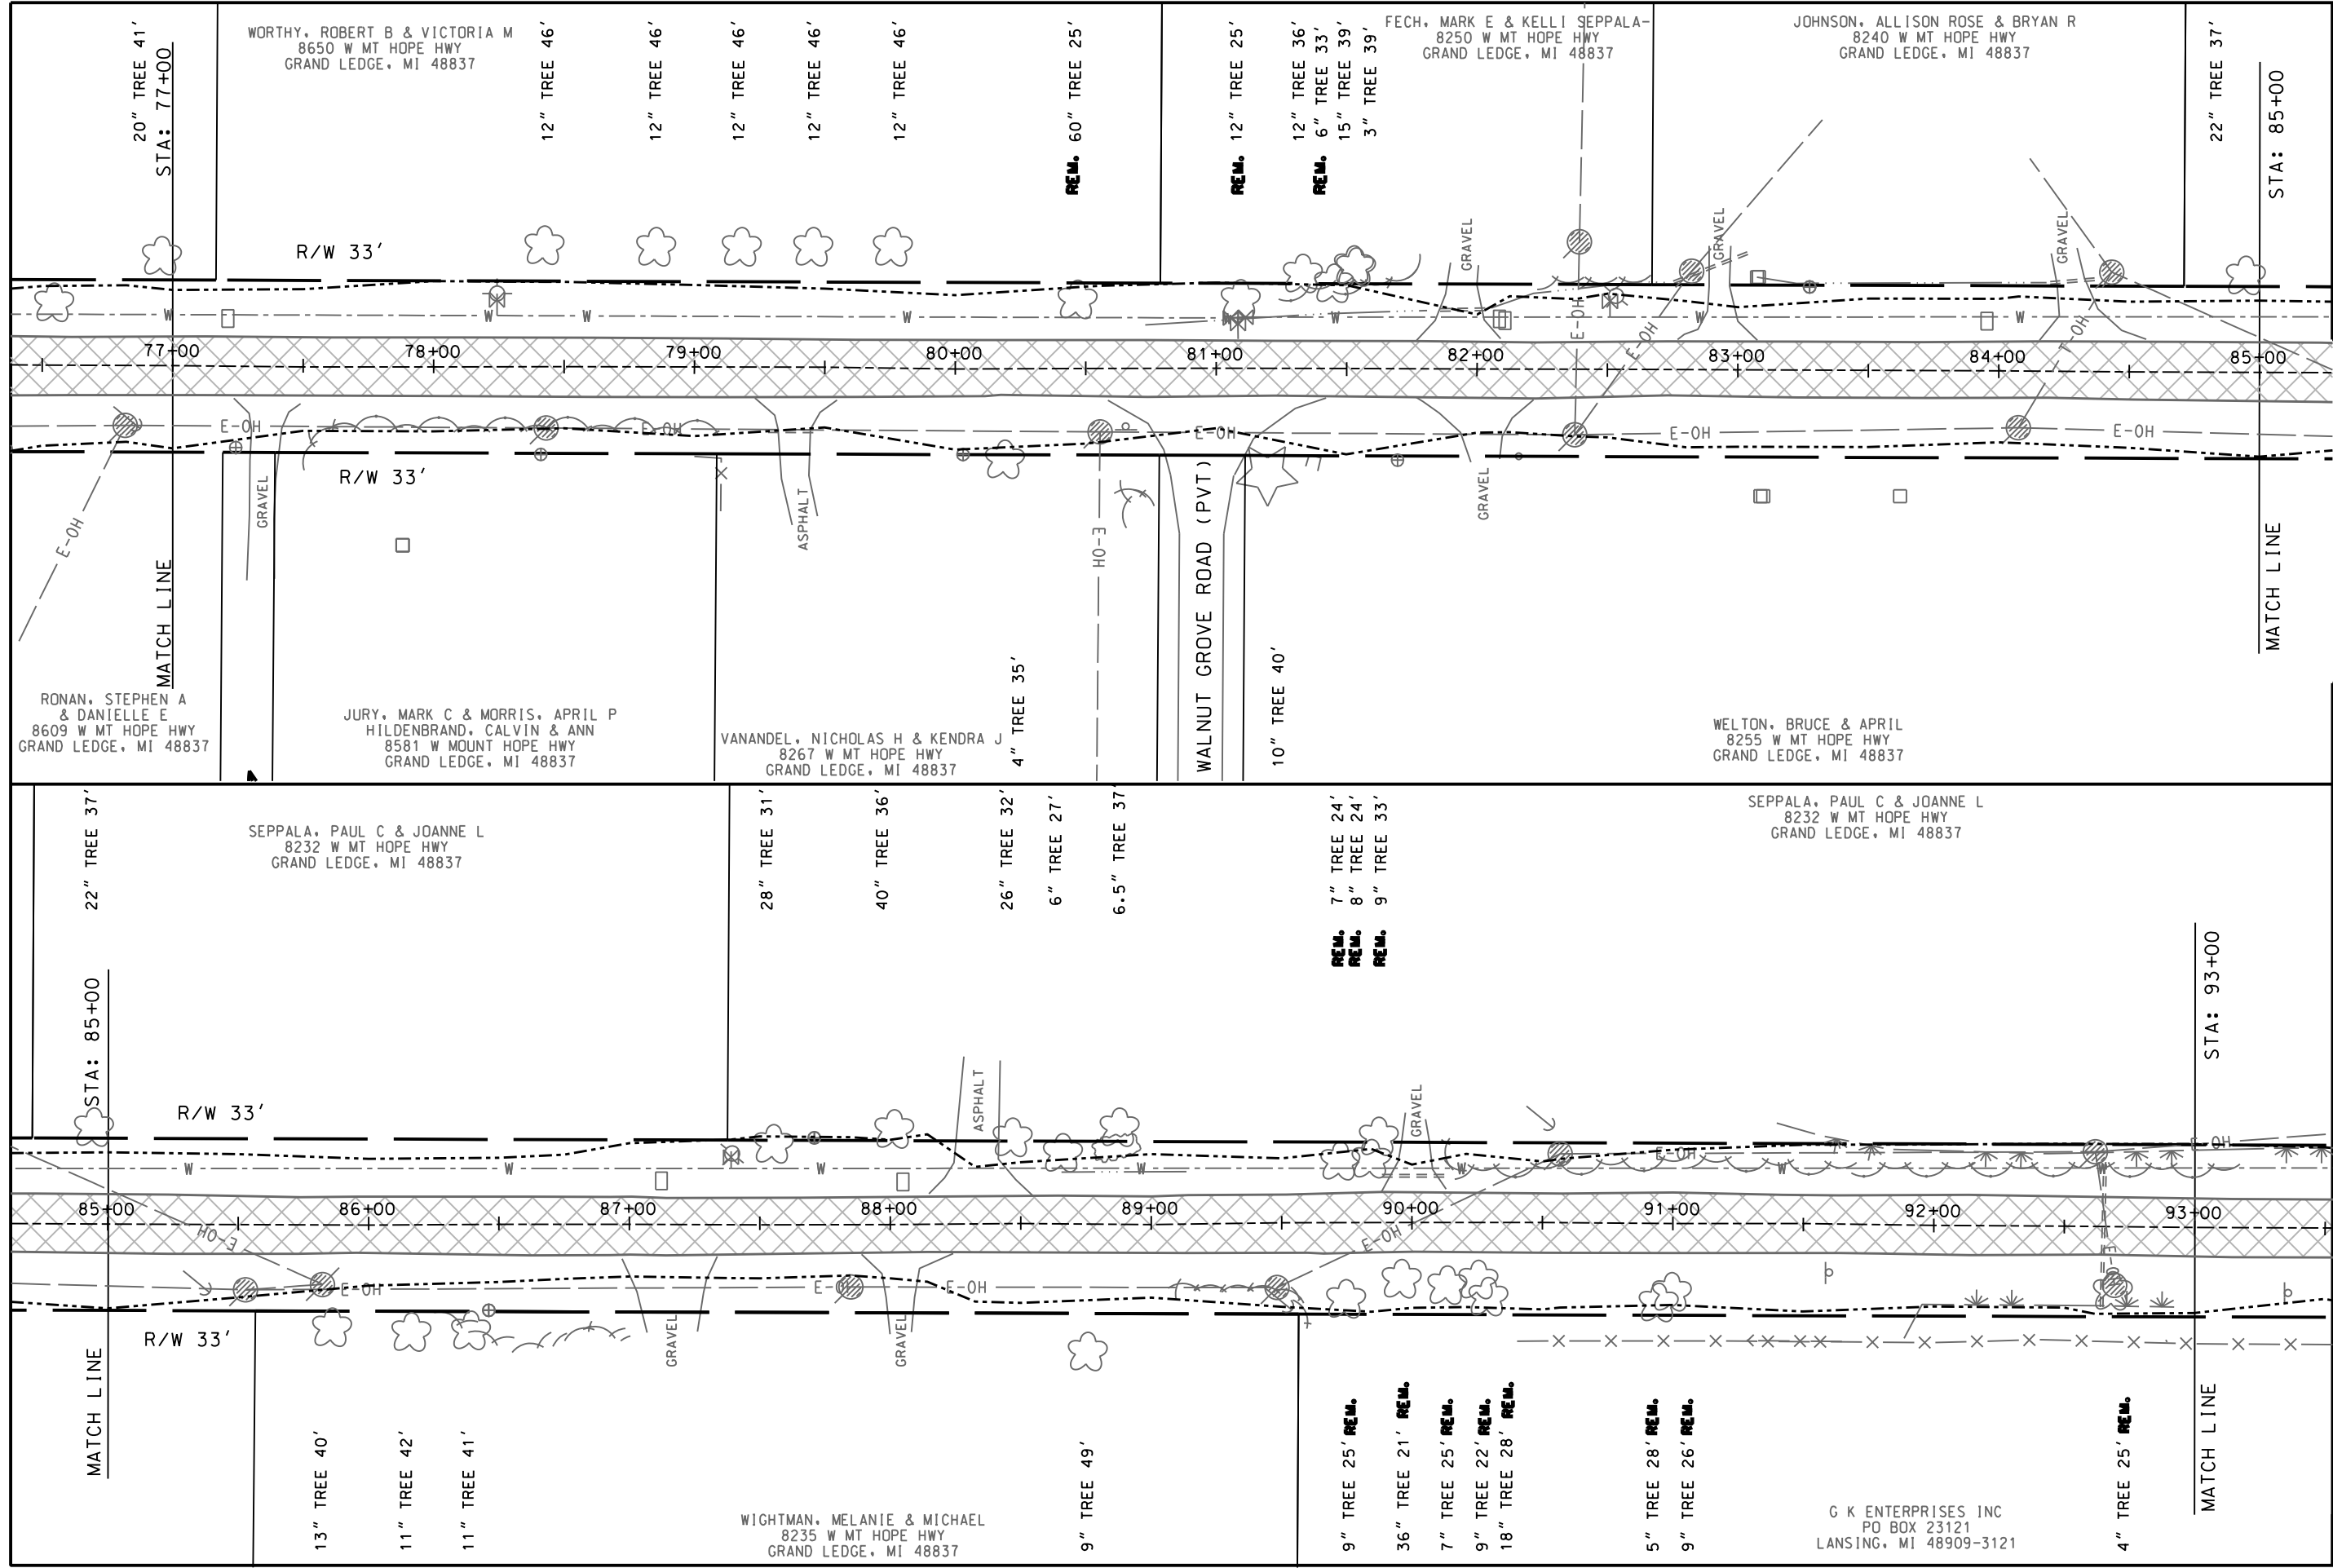 20" TREE 41'
STA: 77+00
WORTHY, ROBERT B & VICTORIA M
8650 W MT HOPE HWY
GRAND LEDGE, MI 48837
12" TREE 46'
12" TREE 46'
12" TREE 46'
12" TREE 46'
12" TREE 46'
REM. 60" TREE 25'
REM. 12" TREE 25'
12" TREE 36'
REM. 6" TREE 33'
15" TREE 39'
3" TREE 39'
FECH, MARK E & KELLI SEPPALA-
8250 W MT HOPE HWY
GRAND LEDGE, MI 48837
JOHNSON, ALLISON ROSE & BRYAN R
8240 W MT HOPE HWY
GRAND LEDGE, MI 48837
22" TREE 37'
STA: 85+00
R/W 33'
GRAVEL
GRAVEL
GRAVEL
W
W
W
W
W
W
W
E-OH
E-OH
T-OH
77+00
78+00
79+00
80+00
81+00
82+00
83+00
84+00
85+00
E-OH
E-OH
E-OH
E-OH
E-OH
R/W 33'
GRAVEL
ASPHALT
GRAVEL
E-OH
E-OH
MATCH LINE
WALNUT GROVE ROAD (PVT)
MATCH LINE
4" TREE 35'
10" TREE 40'
RONAN, STEPHEN A
& DANIELLE E
8609 W MT HOPE HWY
GRAND LEDGE, MI 48837
JURY, MARK C & MORRIS, APRIL P
HILDENBRAND, CALVIN & ANN
8581 W MOUNT HOPE HWY
GRAND LEDGE, MI 48837
VANANDEL, NICHOLAS H & KENDRA J
8267 W MT HOPE HWY
GRAND LEDGE, MI 48837
WELTON, BRUCE & APRIL
8255 W MT HOPE HWY
GRAND LEDGE, MI 48837
22" TREE 37'
SEPPALA, PAUL C & JOANNE L
8232 W MT HOPE HWY
GRAND LEDGE, MI 48837
28" TREE 31'
40" TREE 36'
26" TREE 32'
6" TREE 27'
6.5" TREE 37'
REM. 7" TREE 24'
REM. 8" TREE 24'
REM. 9" TREE 33'
SEPPALA, PAUL C & JOANNE L
8232 W MT HOPE HWY
GRAND LEDGE, MI 48837
STA: 85+00
STA: 93+00
R/W 33'
ASPHALT
GRAVEL
E-OH
OH
W
W
W
W
W
W
W
85+00
86+00
87+00
88+00
89+00
90+00
91+00
92+00
93+00
E-OH
E-OH
E-OH
E-OH
E-OH
R/W 33'
GRAVEL
GRAVEL
MATCH LINE
MATCH LINE
13" TREE 40'
11" TREE 42'
11" TREE 41'
9" TREE 49'
9" TREE 25' REM.
36" TREE 21' REM.
7" TREE 25' REM.
9" TREE 22' REM.
18" TREE 28' REM.
5" TREE 28' REM.
9" TREE 26' REM.
4" TREE 25' REM.
WIGHTMAN, MELANIE & MICHAEL
8235 W MT HOPE HWY
GRAND LEDGE, MI 48837
G K ENTERPRISES INC
PO BOX 23121
LANSING, MI 48909-3121